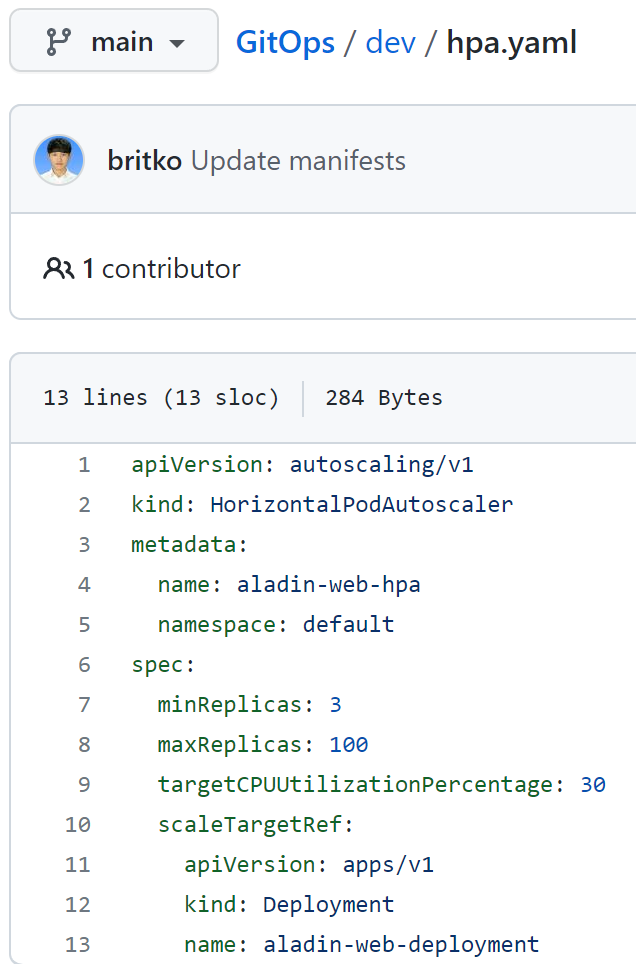 main GitOps / dev / hpa.yaml
britko Update manifests
1 contributor
13 lines (13 sloc) 284 Bytes
1 apiVersion: autoscaling/v1
2 kind: HorizontalPodAutoscaler
3 metadata:
4   name: aladin-web-hpa
5   namespace: default
6 spec:
7   minReplicas: 3
8   maxReplicas: 100
9   targetCPUUtilizationPercentage: 30
10   scaleTargetRef:
11     apiVersion: apps/v1
12     kind: Deployment
13     name: aladin-web-deployment